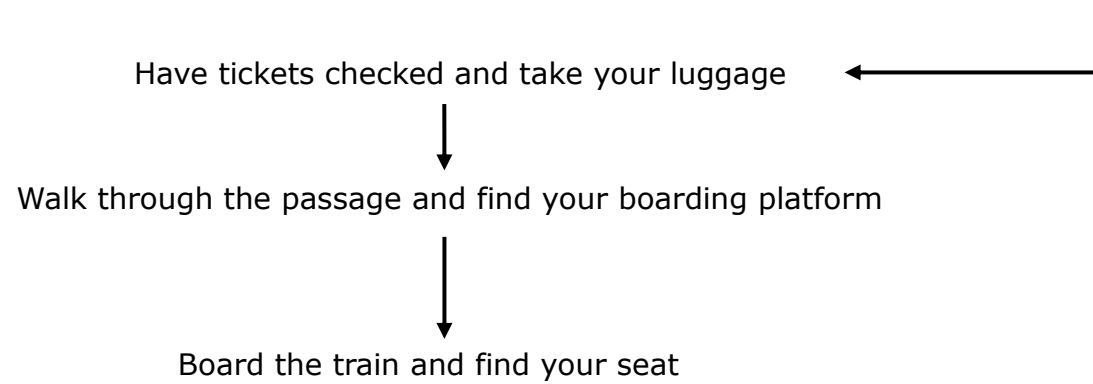 Have tickets checked and take your luggage
Walk through the passage and find your boarding platform
Board the train and find your seat